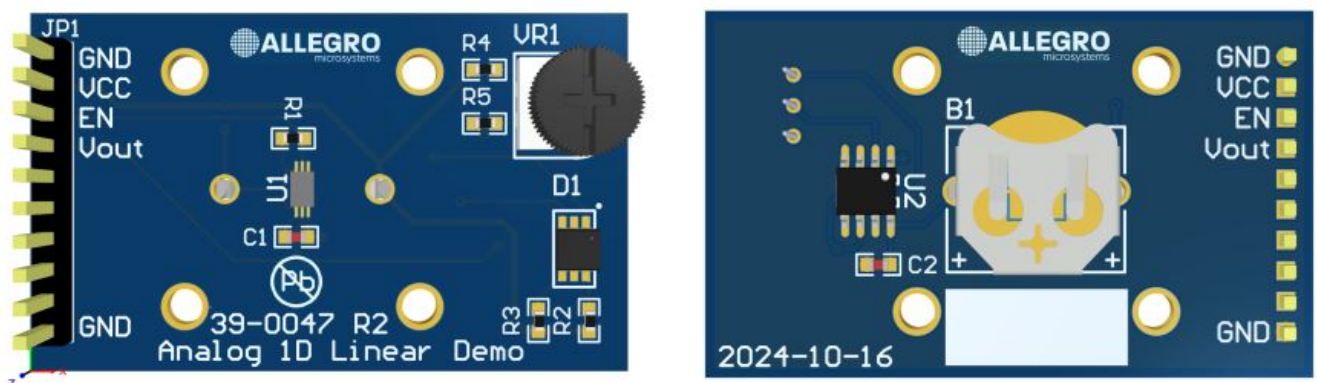 JP1
GND
VCC
EN
Vout
GND
ALLEGRO
microsystems
R4
VR1
R5
R1
U1
D1
C1
Pb
R3
R2
39-0047 R2
Analog 1D Linear Demo
Z
X
ALLEGRO
microsystems
GND
VCC
EN
Vout
GND
B1
U2
C2
+ +
+
2024-10-16